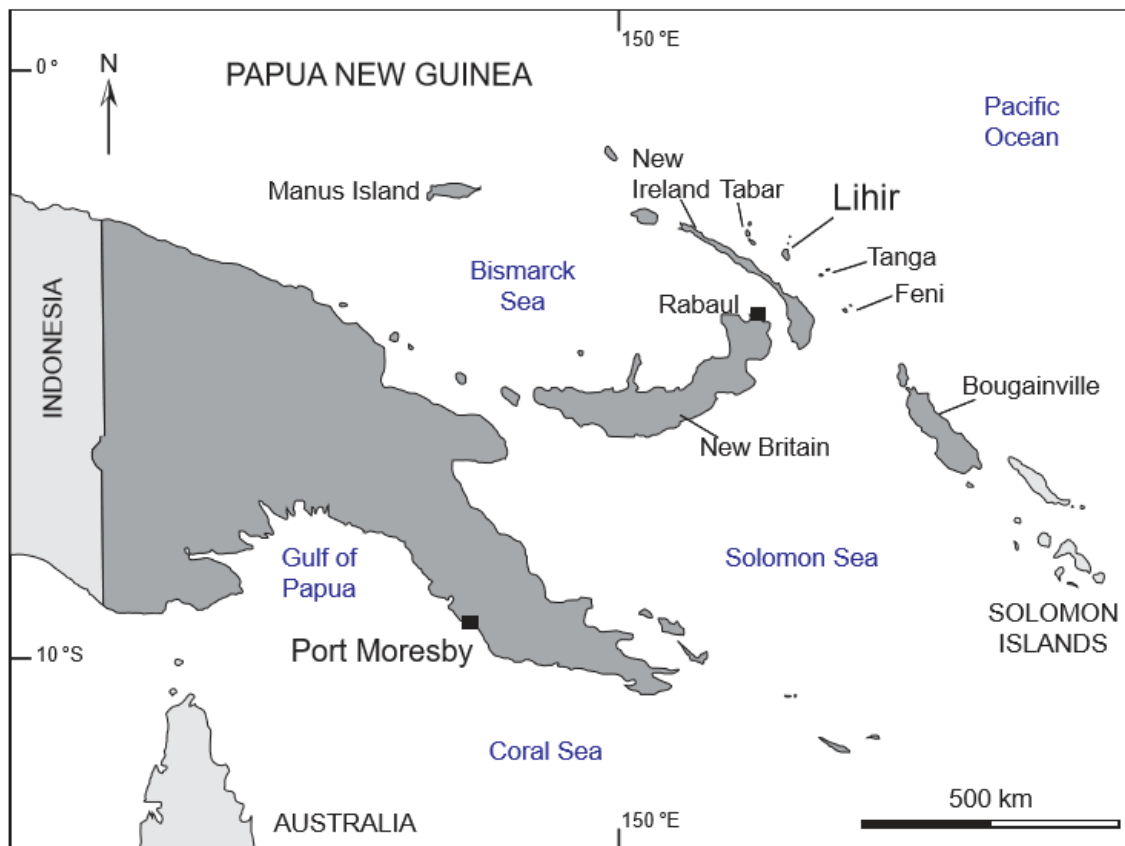 150 °E
0°
N
PAPUA NEW GUINEA
Pacific
Ocean
New
Ireland
Tabar
Manus Island
Lihir
Tanga
Bismarck
Sea
Feni
Rabaul
INDONESIA
Bougainville
New Britain
Gulf of
Papua
Solomon Sea
SOLOMON
ISLANDS
Port Moresby
10°S
Coral Sea
500 km
AUSTRALIA
150 °E